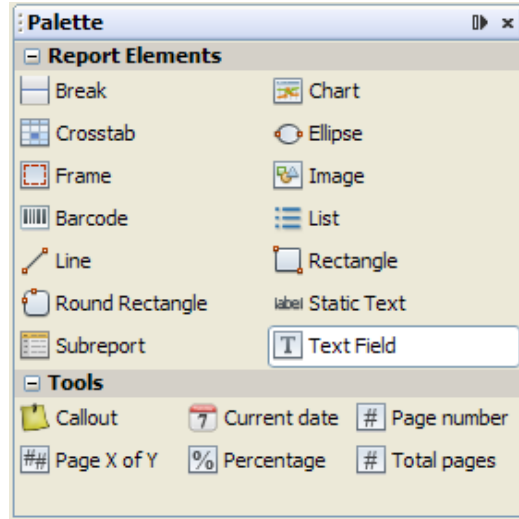 Palette
Report Elements
Break Chart
Crosstab Ellipse
Frame Image
Barcode List
Line Rectangle
Round Rectangle label Static Text
Subreport T Text Field
Tools
Callout 7 Current date # Page number
## Page X of Y % Percentage # Total pages